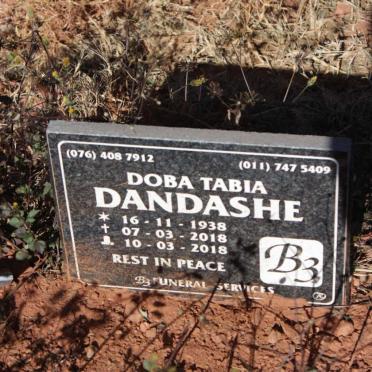 (076) 408 7912
(011) 747 5409
DOBA TABIA
DANDASHE
16 - 11 - 1938
07 - 03 - 2018
10 - 03 - 2018
REST IN PEACE
B3
B3 FUNERAL SERVICES